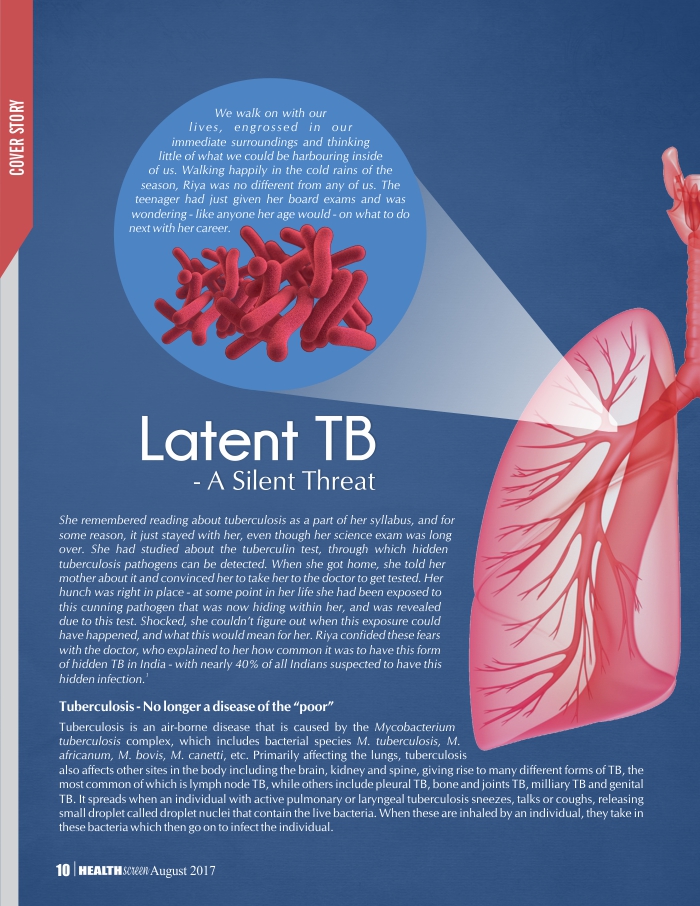 COVER STORY
We walk on with our
lives, engrossed in our
immediate surroundings and thinking
little of what we could be harbouring inside
of us. Walking happily in the cold rains of the
season, Riya was no different from any of us. The
teenager had just given her board exams and was
wondering - like anyone her age would - on what to do
next with her career.
Latent TB
- A Silent Threat
She remembered reading about tuberculosis as a part of her syllabus, and for
some reason, it just stayed with her, even though her science exam was long
over. She had studied about the tuberculin test, through which hidden
tuberculosis pathogens can be detected. When she got home, she told her
mother about it and convinced her to take her to the doctor to get tested. Her
hunch was right in place - at some point in her life she had been exposed to
this cunning pathogen that was now hiding within her, and was revealed
due to this test. Shocked, she couldn't figure out when this exposure could
have happened, and what this would mean for her. Riya confided these fears
with the doctor, who explained to her how common it was to have this form
of hidden TB in India - with nearly 40% of all Indians suspected to have this
hidden infection.¹
Tuberculosis - No longer a disease of the “poor”
Tuberculosis is an air-borne disease that is caused by the Mycobacterium
tuberculosis complex, which includes bacterial species M. tuberculosis, M.
africanum, M. bovis, M. canetti, etc. Primarily affecting the lungs, tuberculosis
also affects other sites in the body including the brain, kidney and spine, giving rise to many different forms of TB, the
most common of which is lymph node TB, while others include pleural TB, bone and joints TB, milliary TB and genital
TB. It spreads when an individual with active pulmonary or laryngeal tuberculosis sneezes, talks or coughs, releasing
small droplet called droplet nuclei that contain the live bacteria. When these are inhaled by an individual, they take in
these bacteria which then go on to infect the individual.
10 | HEALTHscreen August 2017